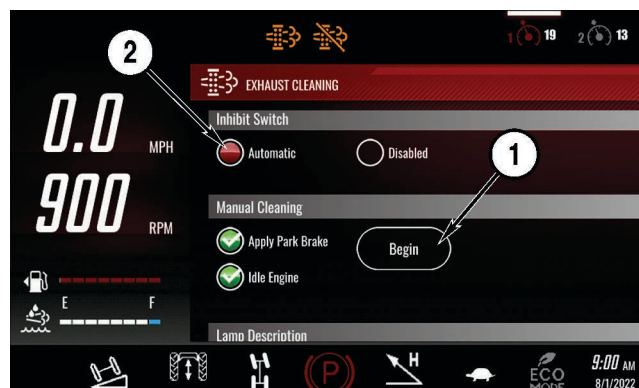 1 19 2 13
2
EXHAUST CLEANING
Inhibit Switch
Automatic Disabled
1
0.0 MPH
900 RPM
Manual Cleaning
Apply Park Brake
Begin
Idle Engine
E F
Lamp Description
P
H
ECO
MODE
9:00 AM
8/1/2022